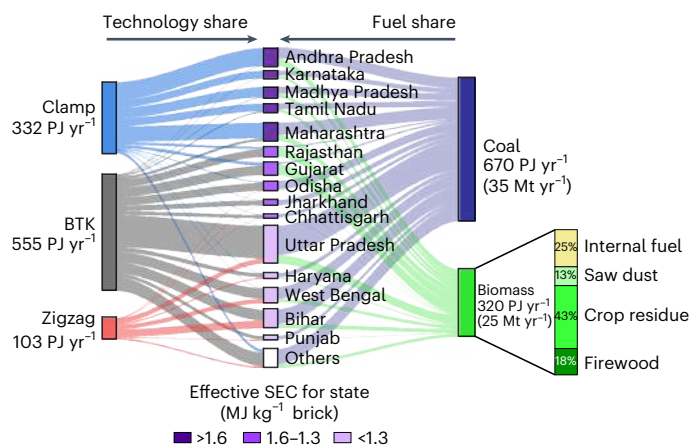 Technology share
Fuel share
Clamp
332 PJ yr⁻¹
BTK
555 PJ yr⁻¹
Zigzag
103 PJ yr⁻¹
Andhra Pradesh
Karnataka
Madhya Pradesh
Tamil Nadu
Maharashtra
Rajasthan
Gujarat
Odisha
Jharkhand
Chhattisgarh
Uttar Pradesh
Haryana
West Bengal
Bihar
Punjab
Others
Coal
670 PJ yr⁻¹
(35 Mt yr⁻¹)
Biomass
320 PJ yr⁻¹
(25 Mt yr⁻¹)
25% Internal fuel
13% Saw dust
43% Crop residue
18% Firewood
Effective SEC for state
(MJ kg⁻¹ brick)
>1.6 1.6–1.3 <1.3